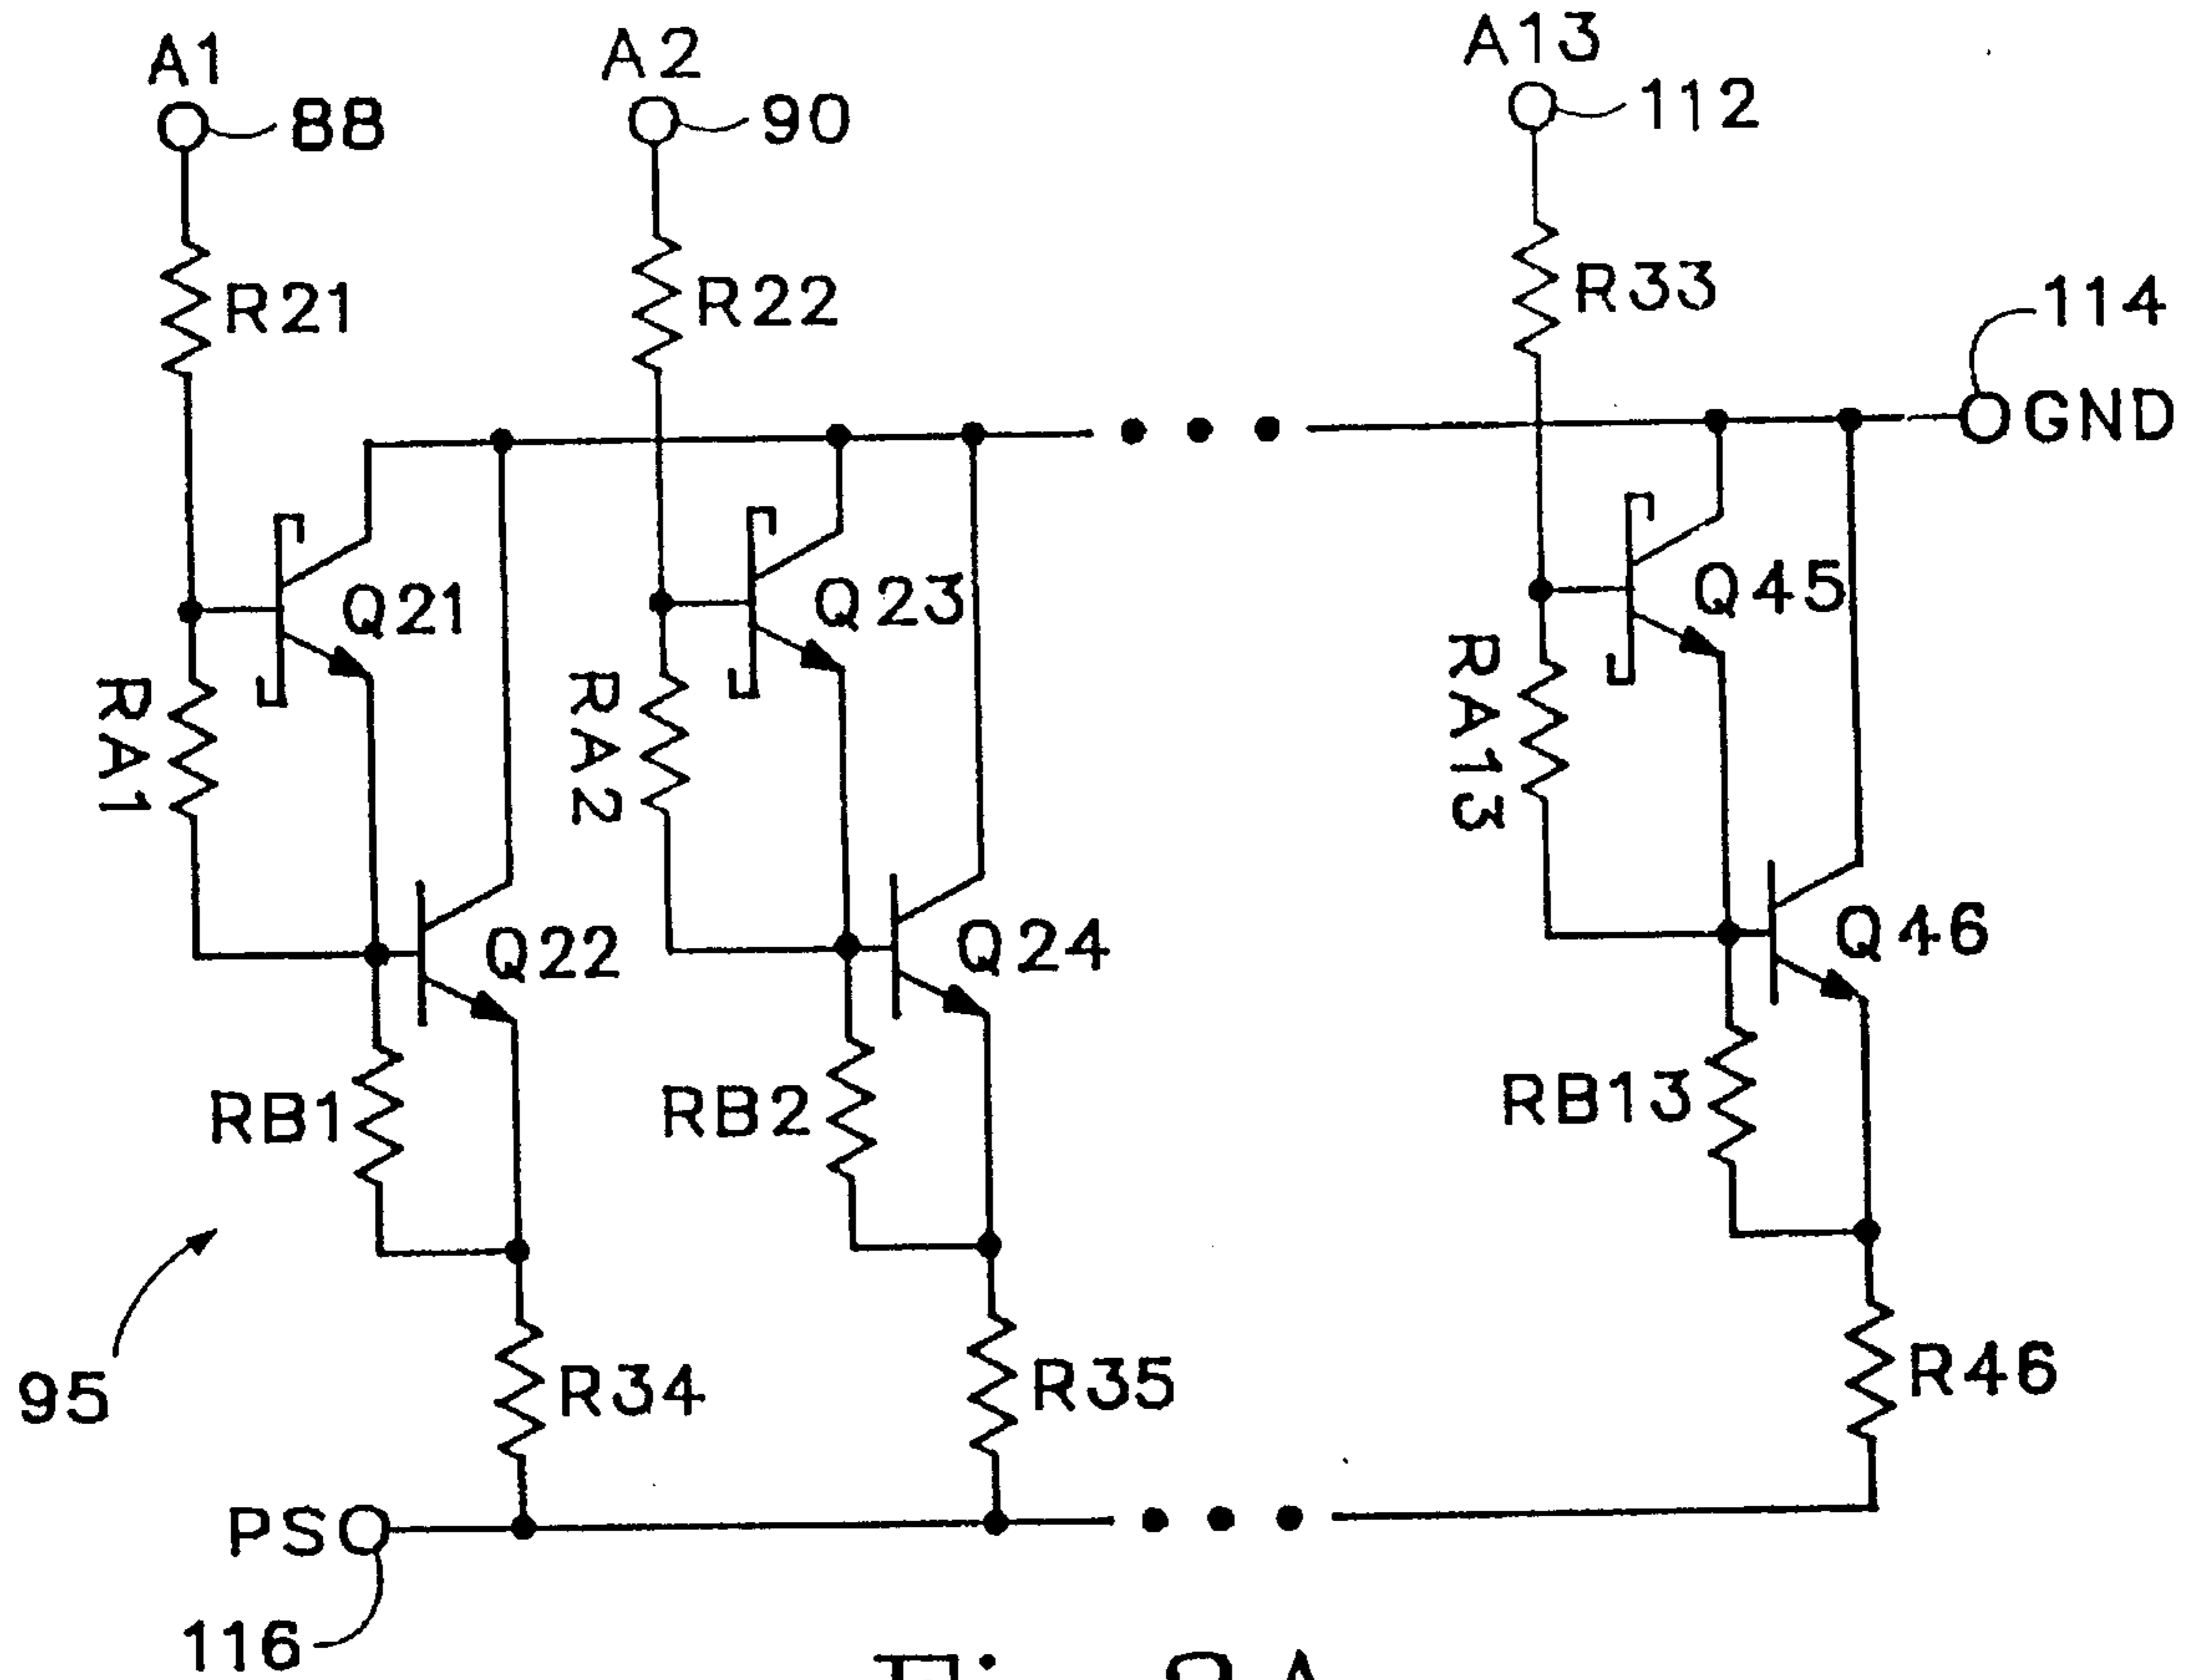 A1
88
A2
90
A13
112
R21
R22
R33
114
GND
Q21
Q23
Q45
RA1
RA2
RA13
Q22
Q24
Q46
RB1
RB2
RB13
95
R34
R35
R46
PS
116